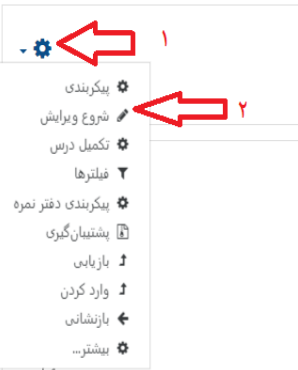 ۱
پیکربندی
شروع ویرایش
۲
تکمیل درس
فیلترها
پیکربندی دفتر نمره
پشتیبان‌گیری
بازیابی
وارد کردن
بازنشانی
بیشتر...